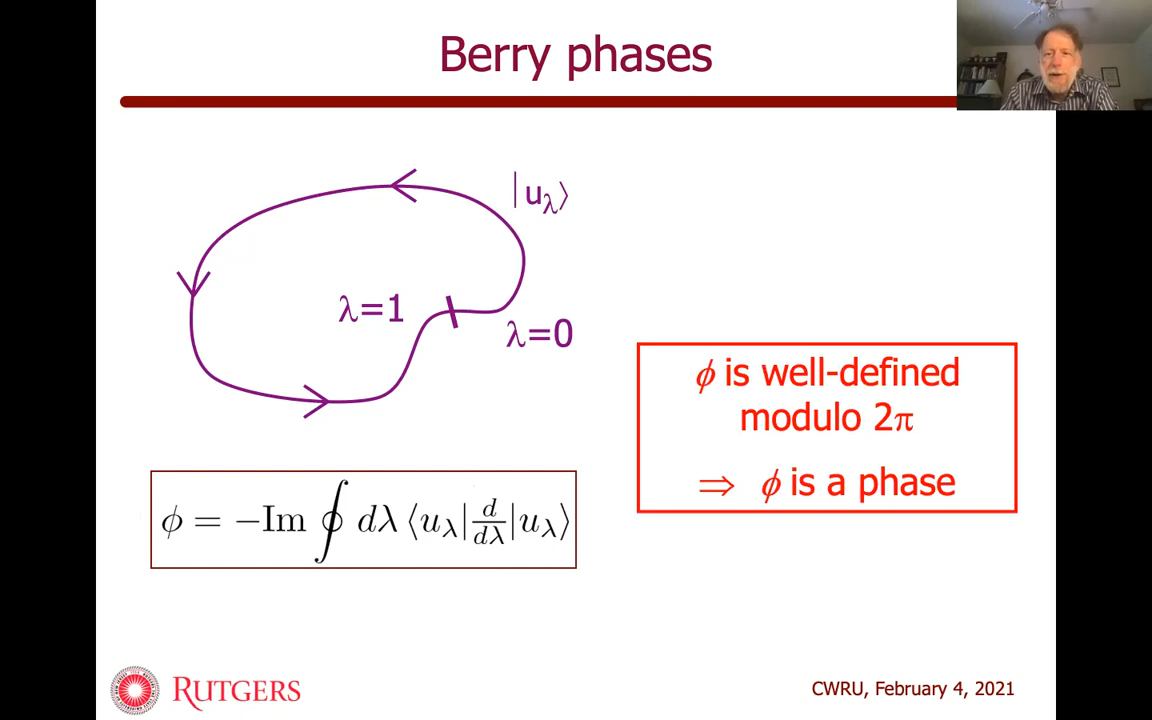 Berry phases
|u_λ⟩
λ=1
λ=0
ϕ is well-defined
modulo 2π
⇒ ϕ is a phase
ϕ = −Im ∮ dλ ⟨u_λ| d/dλ |u_λ⟩
RUTGERS
CWRU, February 4, 2021